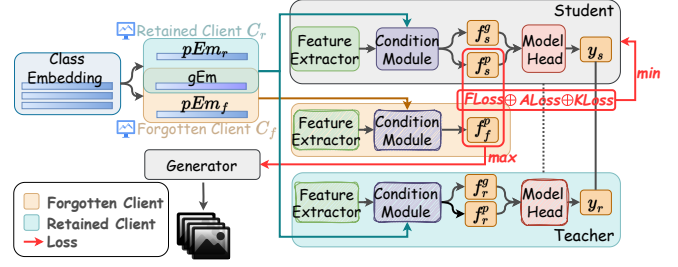 Retained Client C_r
Class
Embedding
pEm_r
gEm
pEm_f
Forgotten Client C_f
Generator
Forgotten Client
Retained Client
Loss
Student
Feature
Extractor
Condition
Module
f_s^g
f_s^p
Model
Head
y_s
min
FLoss⊕ ALoss⊕KLoss
Feature
Extractor
Condition
Module
f_f^p
max
Feature
Extractor
Condition
Module
f_r^g
f_r^p
Model
Head
y_r
Teacher